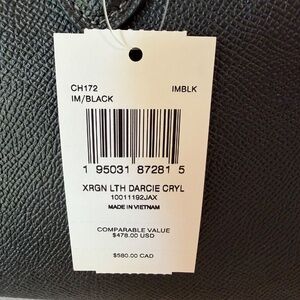 CH172 IMBLK
IM/BLACK
1 95031 87281 5
XRGN LTH DARCIE CRYL
10011192JAX
MADE IN VIETNAM
COMPARABLE VALUE
$478.00 USD
$580.00 CAD